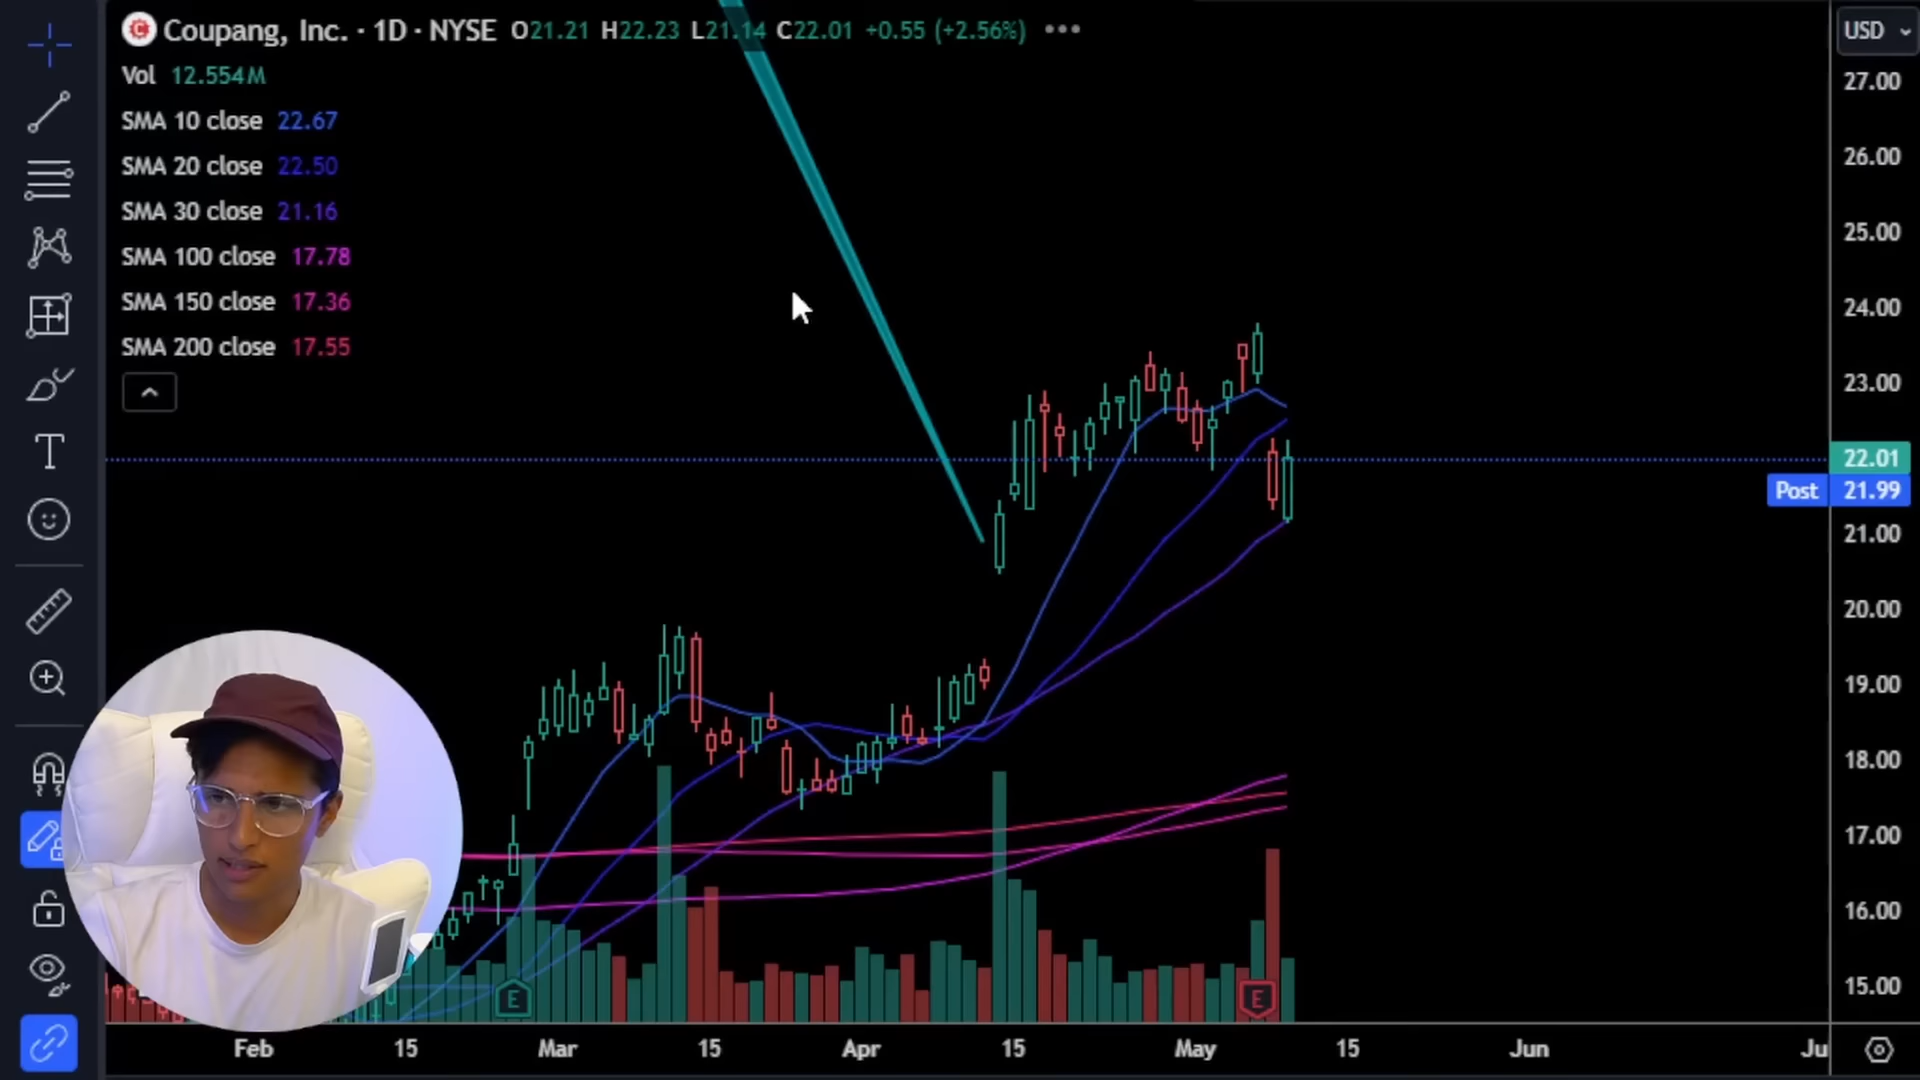 Coupang, Inc. · 1D · NYSE O21.21 H22.23 L21.14 C22.01 +0.55 (+2.56%)
USD
Vol 12.554M
SMA 10 close 22.67
SMA 20 close 22.50
SMA 30 close 21.16
SMA 100 close 17.78
SMA 150 close 17.36
SMA 200 close 17.55
27.00
26.00
25.00
24.00
23.00
22.01
Post 21.99
21.00
20.00
19.00
18.00
17.00
16.00
15.00
E
E
Feb 15 Mar 15 Apr 15 May 15 Jun Ju